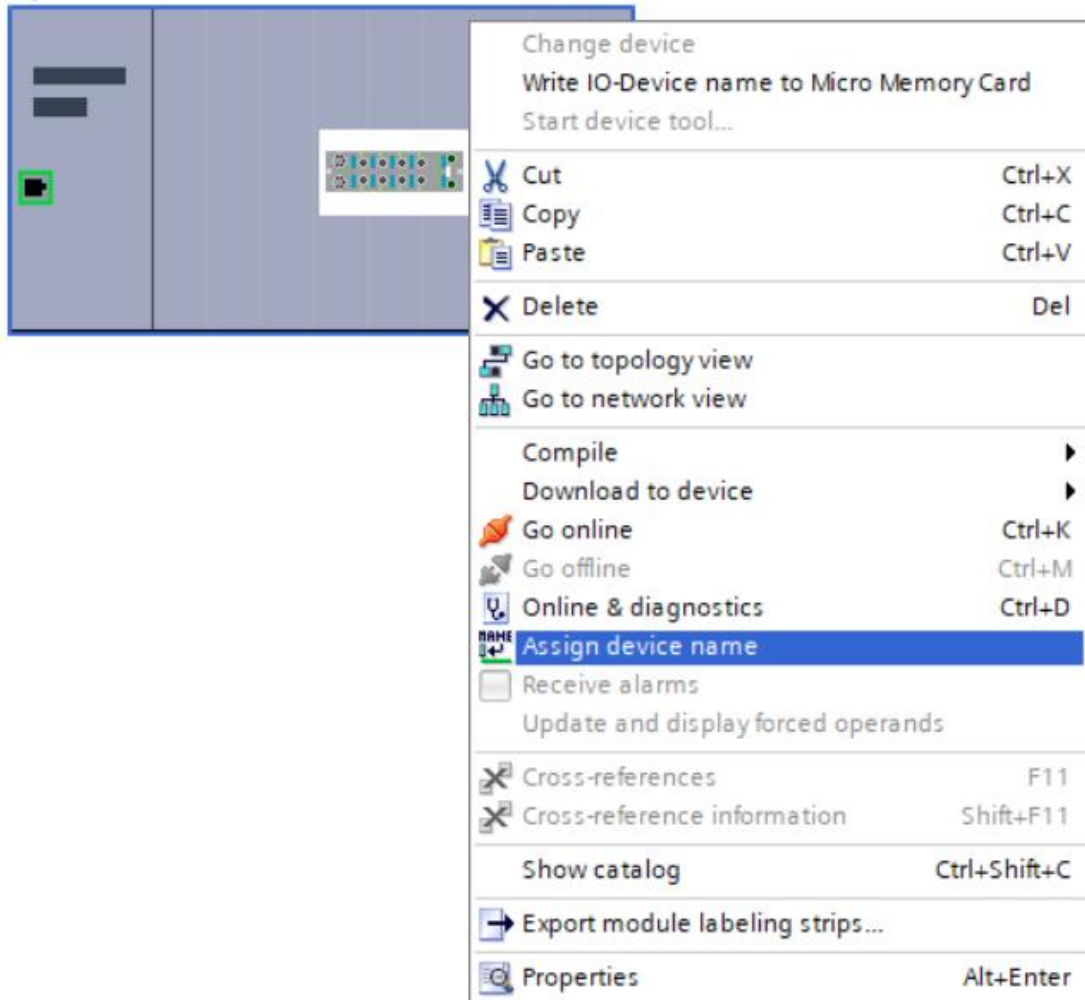 Change device
Write IO-Device name to Micro Memory Card
Start device tool...
Cut Ctrl+X
Copy Ctrl+C
Paste Ctrl+V
Delete Del
Go to topology view
Go to network view
Compile
Download to device
Go online Ctrl+K
Go offline Ctrl+M
Online & diagnostics Ctrl+D
NAME Assign device name
Receive alarms
Update and display forced operands
Cross-references F11
Cross-reference information Shift+F11
Show catalog Ctrl+Shift+C
Export module labeling strips...
Properties Alt+Enter